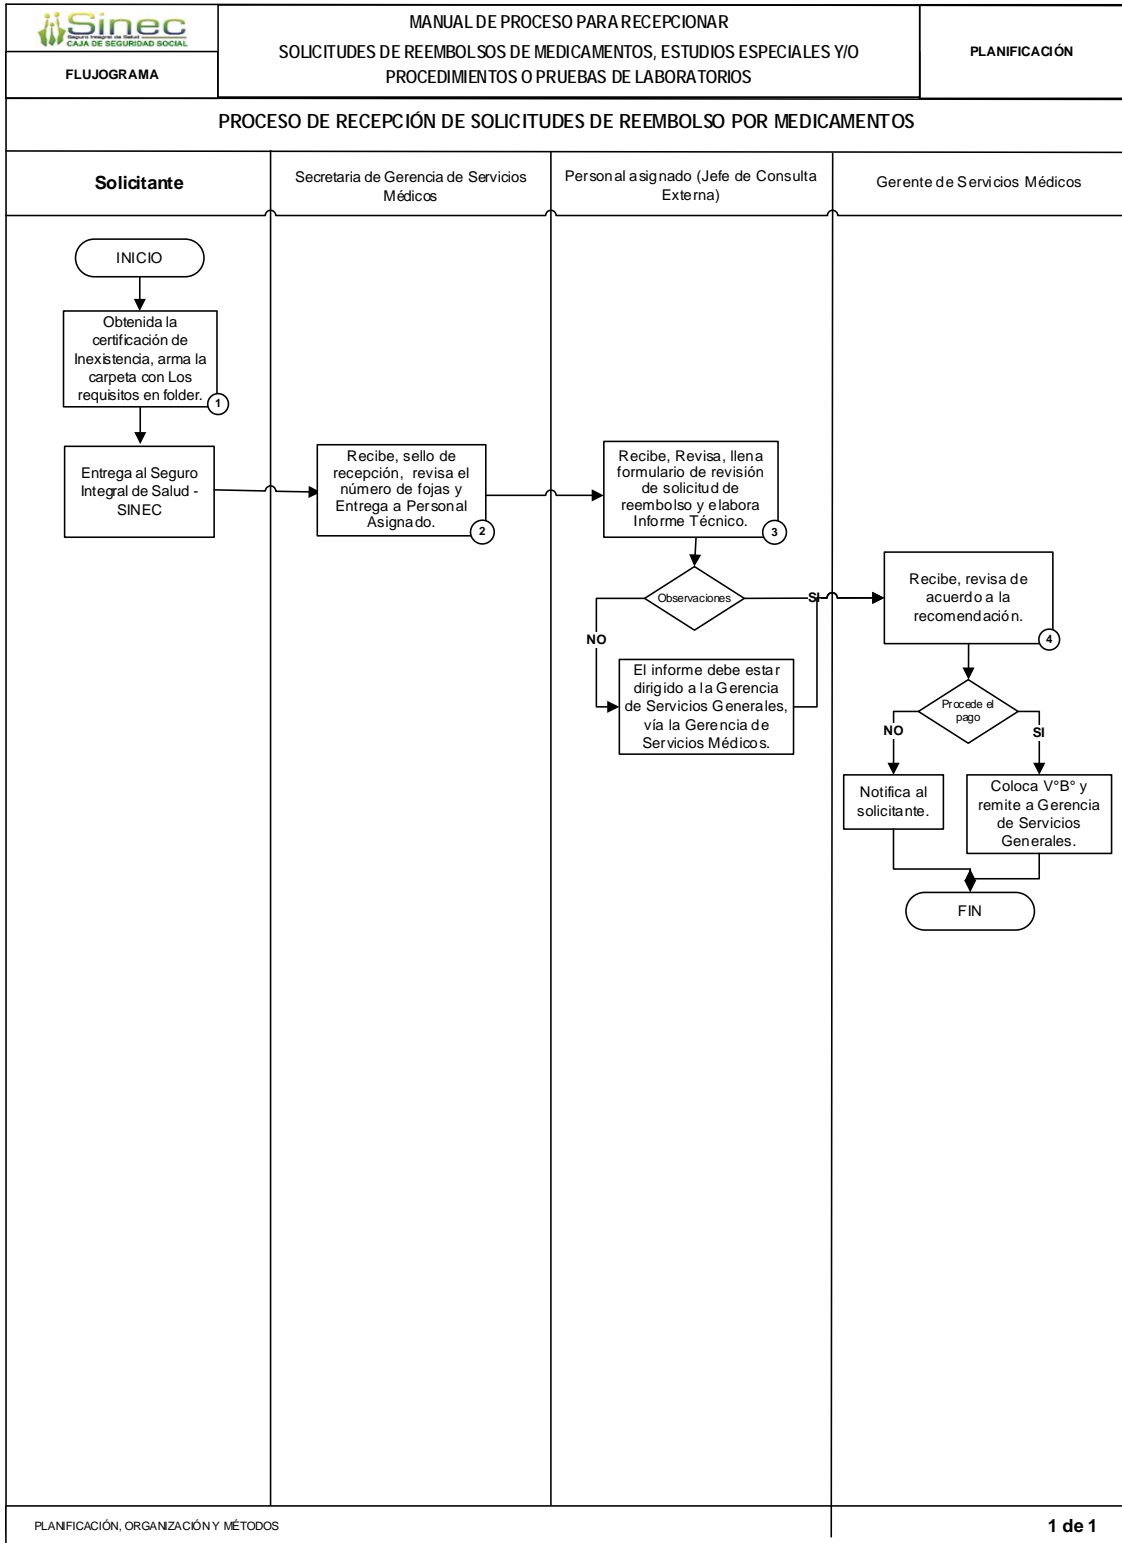 Sinec
Seguro Integral de Salud
CAJA DE SEGURIDAD SOCIAL
FLUJOGRAMA
MANUAL DE PROCESO PARA RECEPCIONAR
SOLICITUDES DE REEMBOLSOS DE MEDICAMENTOS, ESTUDIOS ESPECIALES Y/O
PROCEDIMIENTOS O PRUEBAS DE LABORATORIOS
PLANIFICACIÓN
PROCESO DE RECEPCIÓN DE SOLICITUDES DE REEMBOLSO POR MEDICAMENTOS
Solicitante
Secretaria de Gerencia de Servicios
Médicos
Personal asignado (Jefe de Consulta
Externa)
Gerente de Servicios Médicos
INICIO
Obtenida la
certificación de
Inexistencia, arma la
carpeta con Los
requisitos en folder.
1
Entrega al Seguro
Integral de Salud -
SINEC
Recibe, sello de
recepción, revisa el
número de fojas y
Entrega a Personal
Asignado.
2
Recibe, Revisa, llena
formulario de revisión
de solicitud de
reembolso y elabora
Informe Técnico.
3
Observaciones
SI
NO
El informe debe estar
dirigido a la Gerencia
de Servicios Generales,
vía la Gerencia de
Servicios Médicos.
Recibe, revisa de
acuerdo a la
recomendación.
4
Procede el
pago
NO
SI
Notifica al
solicitante.
Coloca V°B° y
remite a Gerencia
de Servicios
Generales.
FIN
PLANIFICACIÓN, ORGANIZACIÓN Y MÉTODOS
1 de 1